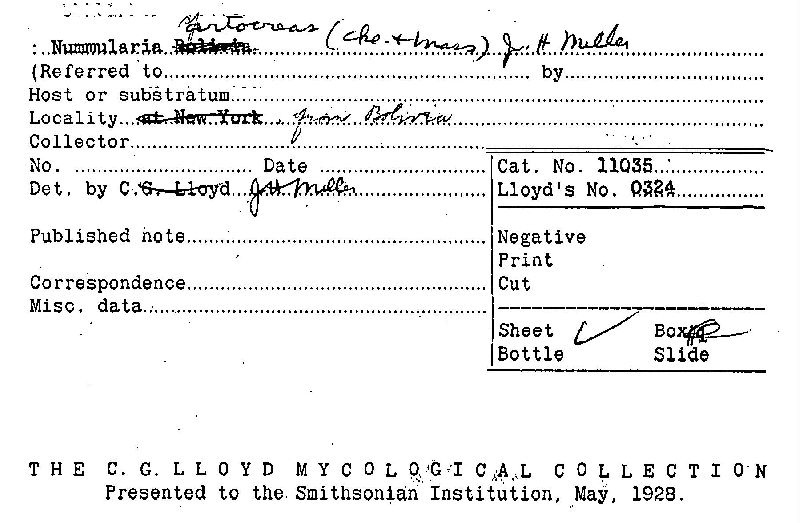 artocreas (Cke. + Mass) J. H. Miller
: Nummularia Bolivia
(Referred to by
Host or substratum
Locality at New York from Bolivia
Collector
No. Date
Det. by C.G. Lloyd J.H. Miller
Cat. No. 11035
Lloyd's No. 0324
Published note
Correspondence
Misc. data
Negative
Print
Cut
Sheet ✓ Box
Bottle Slide
THE C. G. LLOYD MYCOLOGICAL COLLECTION
Presented to the Smithsonian Institution, May, 1928.